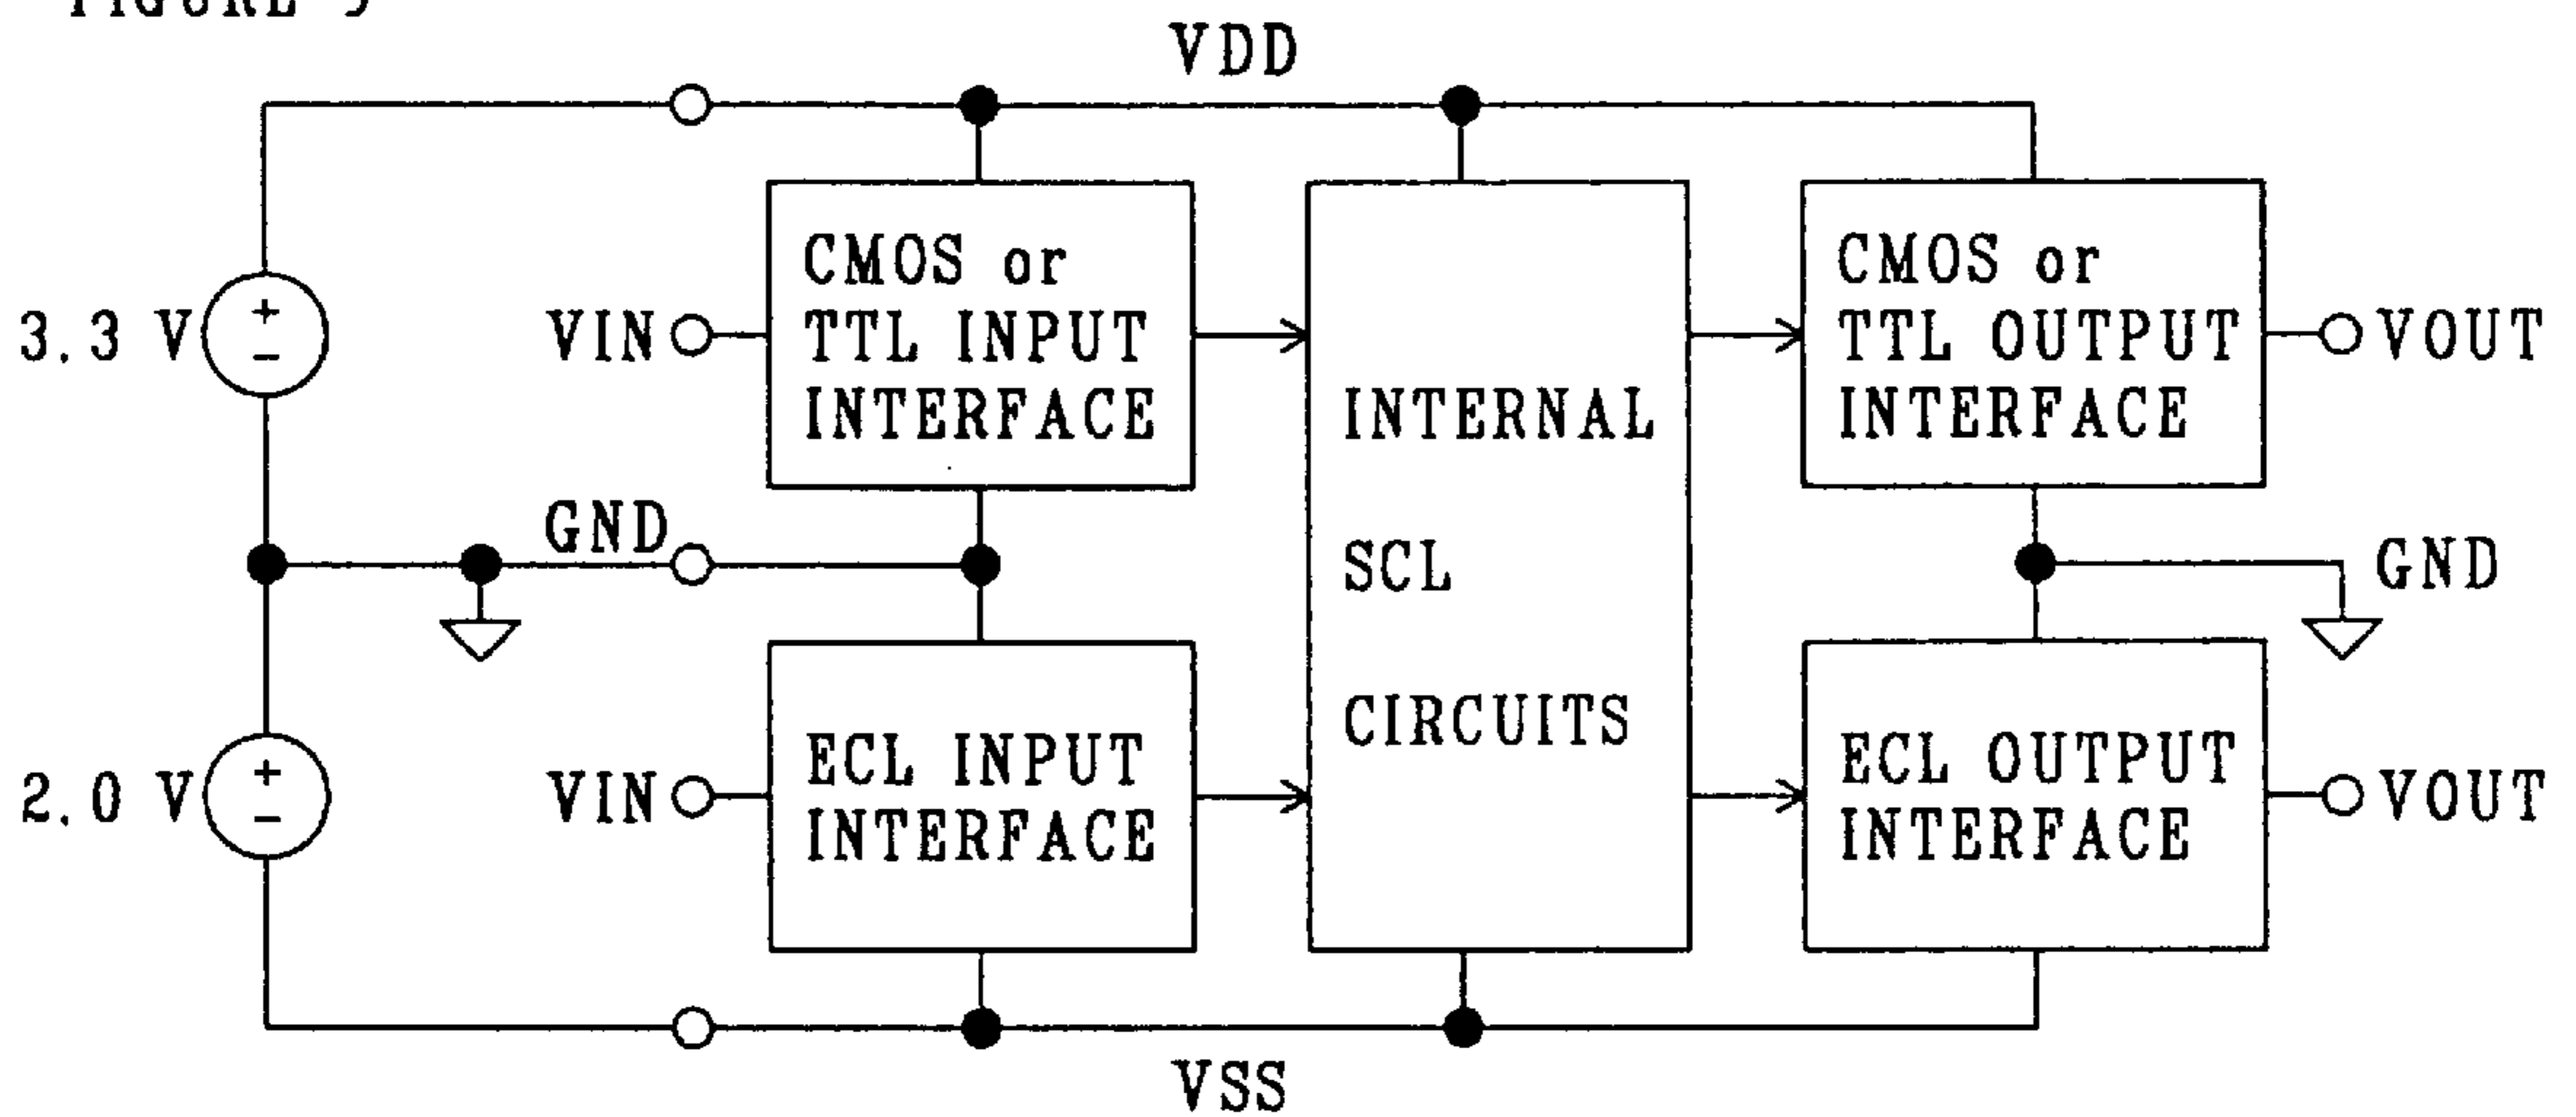 VDD
3.3 V
+
−
VIN
CMOS or
TTL INPUT
INTERFACE
CMOS or
TTL OUTPUT
INTERFACE
VOUT
INTERNAL
SCL
CIRCUITS
GND
GND
2.0 V
+
−
VIN
ECL INPUT
INTERFACE
ECL OUTPUT
INTERFACE
VOUT
VSS